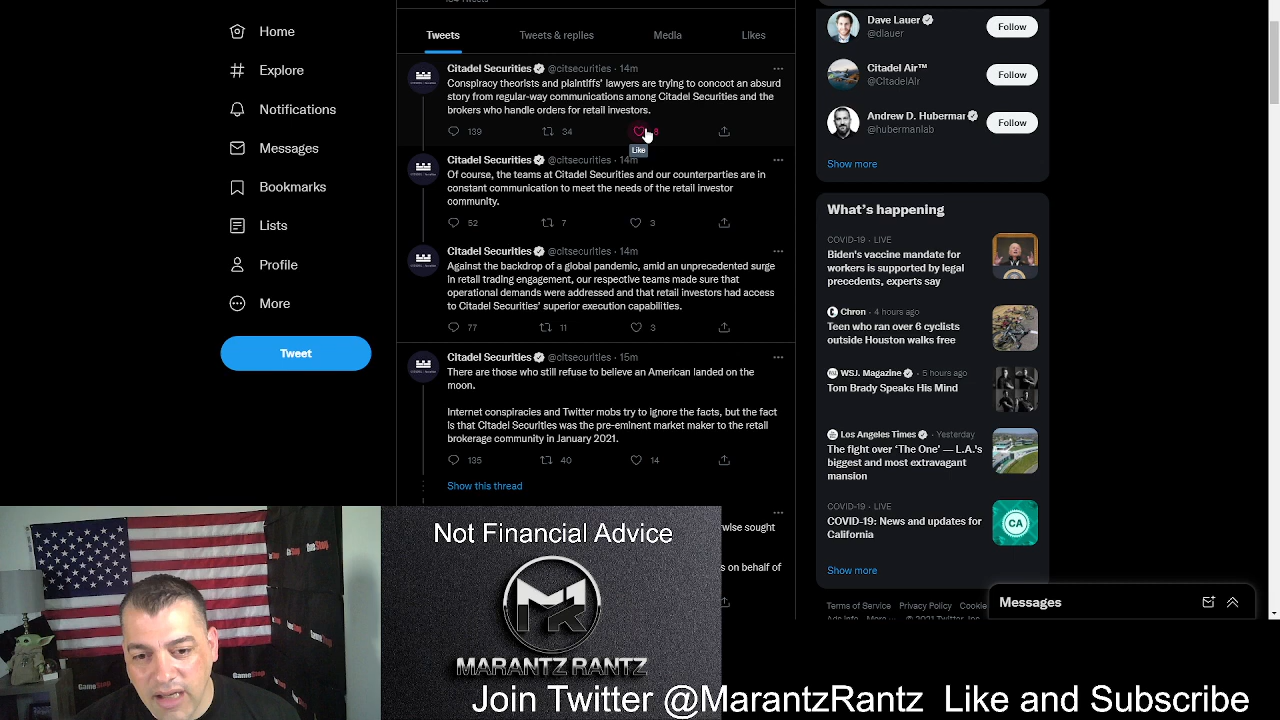 Home
Explore
Notifications
Messages
Bookmarks
Lists
Profile
More
Tweet
Tweets
Tweets & replies
Media
Likes
Citadel Securities @citsecurities · 14m
Conspiracy theorists and plaintiffs' lawyers are trying to concoct an absurd
story from regular-way communications among Citadel Securities and the
brokers who handle orders for retail investors.
139 34
Like
Citadel Securities @citsecurities · 14m
Of course, the teams at Citadel Securities and our counterparties are in
constant communication to meet the needs of the retail investor
community.
52 7 3
Citadel Securities @citsecurities · 14m
Against the backdrop of a global pandemic, amid an unprecedented surge
in retail trading engagement, our respective teams made sure that
operational demands were addressed and that retail investors had access
to Citadel Securities' superior execution capabilities.
77 11 3
Citadel Securities @citsecurities · 15m
There are those who still refuse to believe an American landed on the
moon.
Internet conspiracies and Twitter mobs try to ignore the facts, but the fact
is that Citadel Securities was the pre-eminent market maker to the retail
brokerage community in January 2021.
135 40 14
Show this thread
wise sought
s on behalf of
Dave Lauer
@dlauer
Follow
Citadel Air™
@CItadelAir
Follow
Andrew D. Huberman
@hubermanlab
Follow
Show more
What's happening
COVID-19 · LIVE
Biden's vaccine mandate for
workers is supported by legal
precedents, experts say
Chron · 4 hours ago
Teen who ran over 6 cyclists
outside Houston walks free
WSJ. Magazine · 5 hours ago
Tom Brady Speaks His Mind
Los Angeles Times · Yesterday
The fight over 'The One' — L.A.'s
biggest and most extravagant
mansion
COVID-19 · LIVE
COVID-19: News and updates for
California
CA
Show more
Terms of Service Privacy Policy Cookie
Messages
GameStop
Not Financial Advice
MARANTZ RANTZ
Join Twitter @MarantzRantz Like and Subscribe